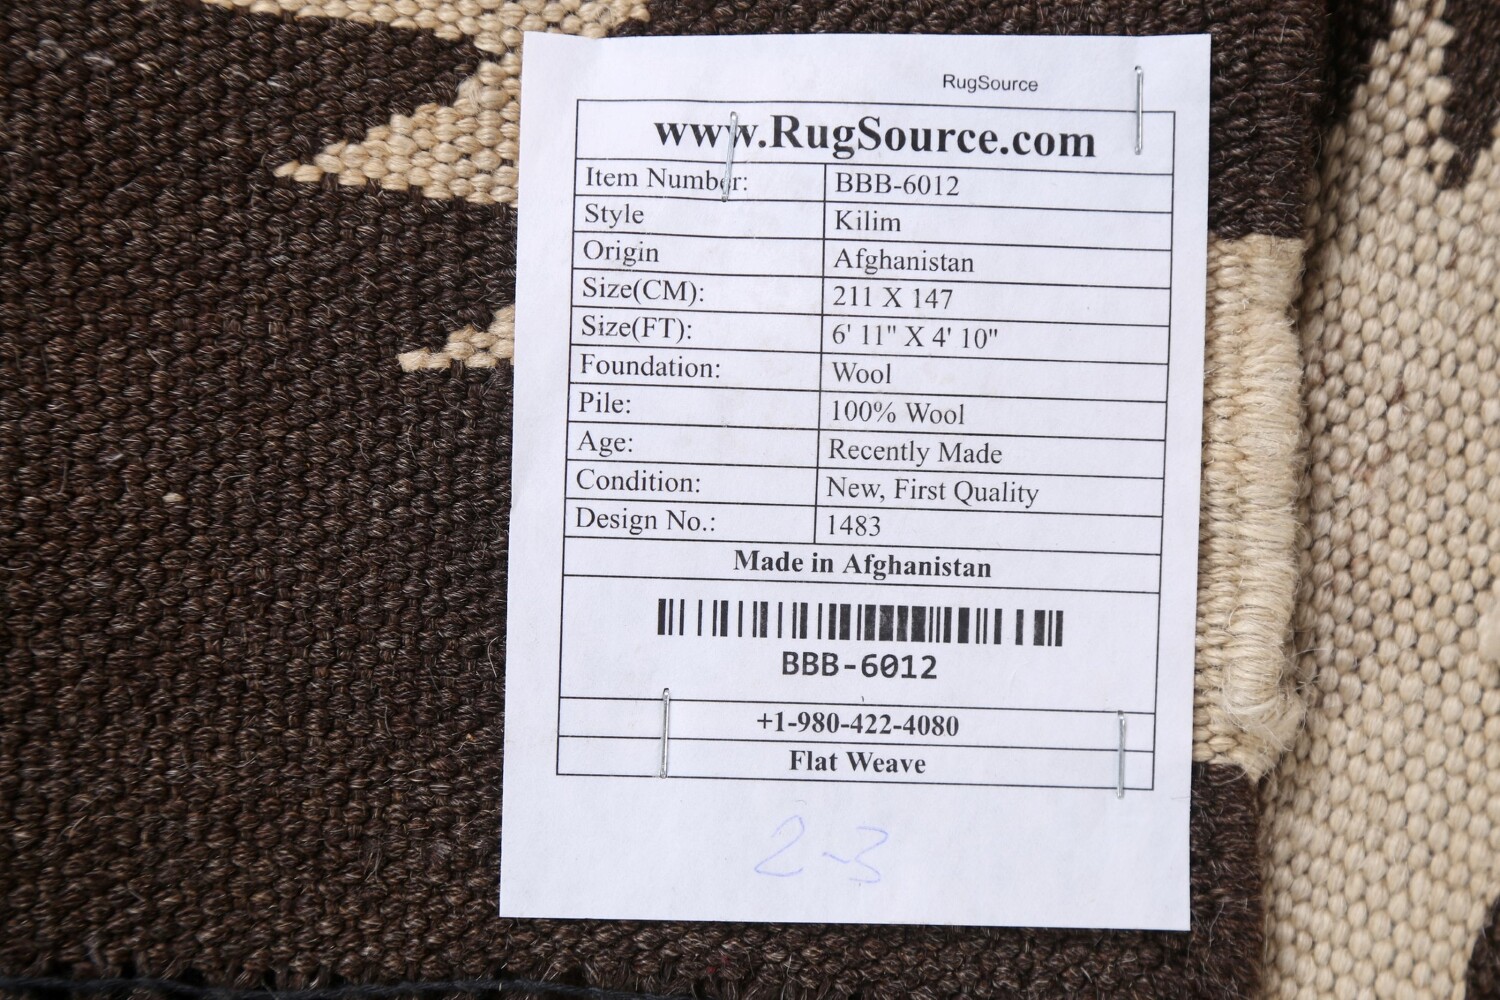 RugSource
www.RugSource.com
Item Number: BBB-6012
Style Kilim
Origin Afghanistan
Size(CM): 211 X 147
Size(FT): 6' 11" X 4' 10"
Foundation: Wool
Pile: 100% Wool
Age: Recently Made
Condition: New, First Quality
Design No.: 1483
Made in Afghanistan
BBB-6012
+1-980-422-4080
Flat Weave
2-3